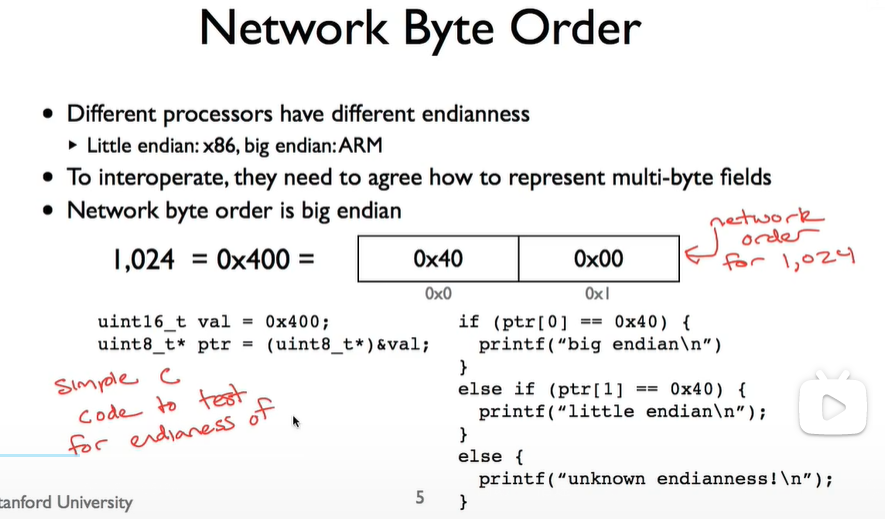 Network Byte Order
• Different processors have different endianness
▸ Little endian: x86, big endian: ARM
• To interoperate, they need to agree how to represent multi-byte fields
• Network byte order is big endian
1,024 = 0x400 =
0x40
0x00
0x0
0x1
network
order
for 1,024
uint16_t val = 0x400;
uint8_t* ptr = (uint8_t*)&val;
simple C
code to test
for endianess of
if (ptr[0] == 0x40) {
printf(“big endian\n”)
}
else if (ptr[1] == 0x40) {
printf(“little endian\n”);
}
else {
printf(“unknown endianness!\n”);
}
tanford University
5